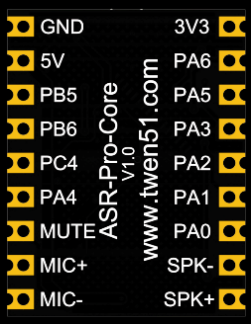 GND 3V3
5V PA6
PB5 PA5
PB6 PA3
PC4 PA2
PA4 PA1
MUTE PA0
MIC+ SPK-
MIC- SPK+
ASR-Pro-Core
V1.0
www.twen51.com